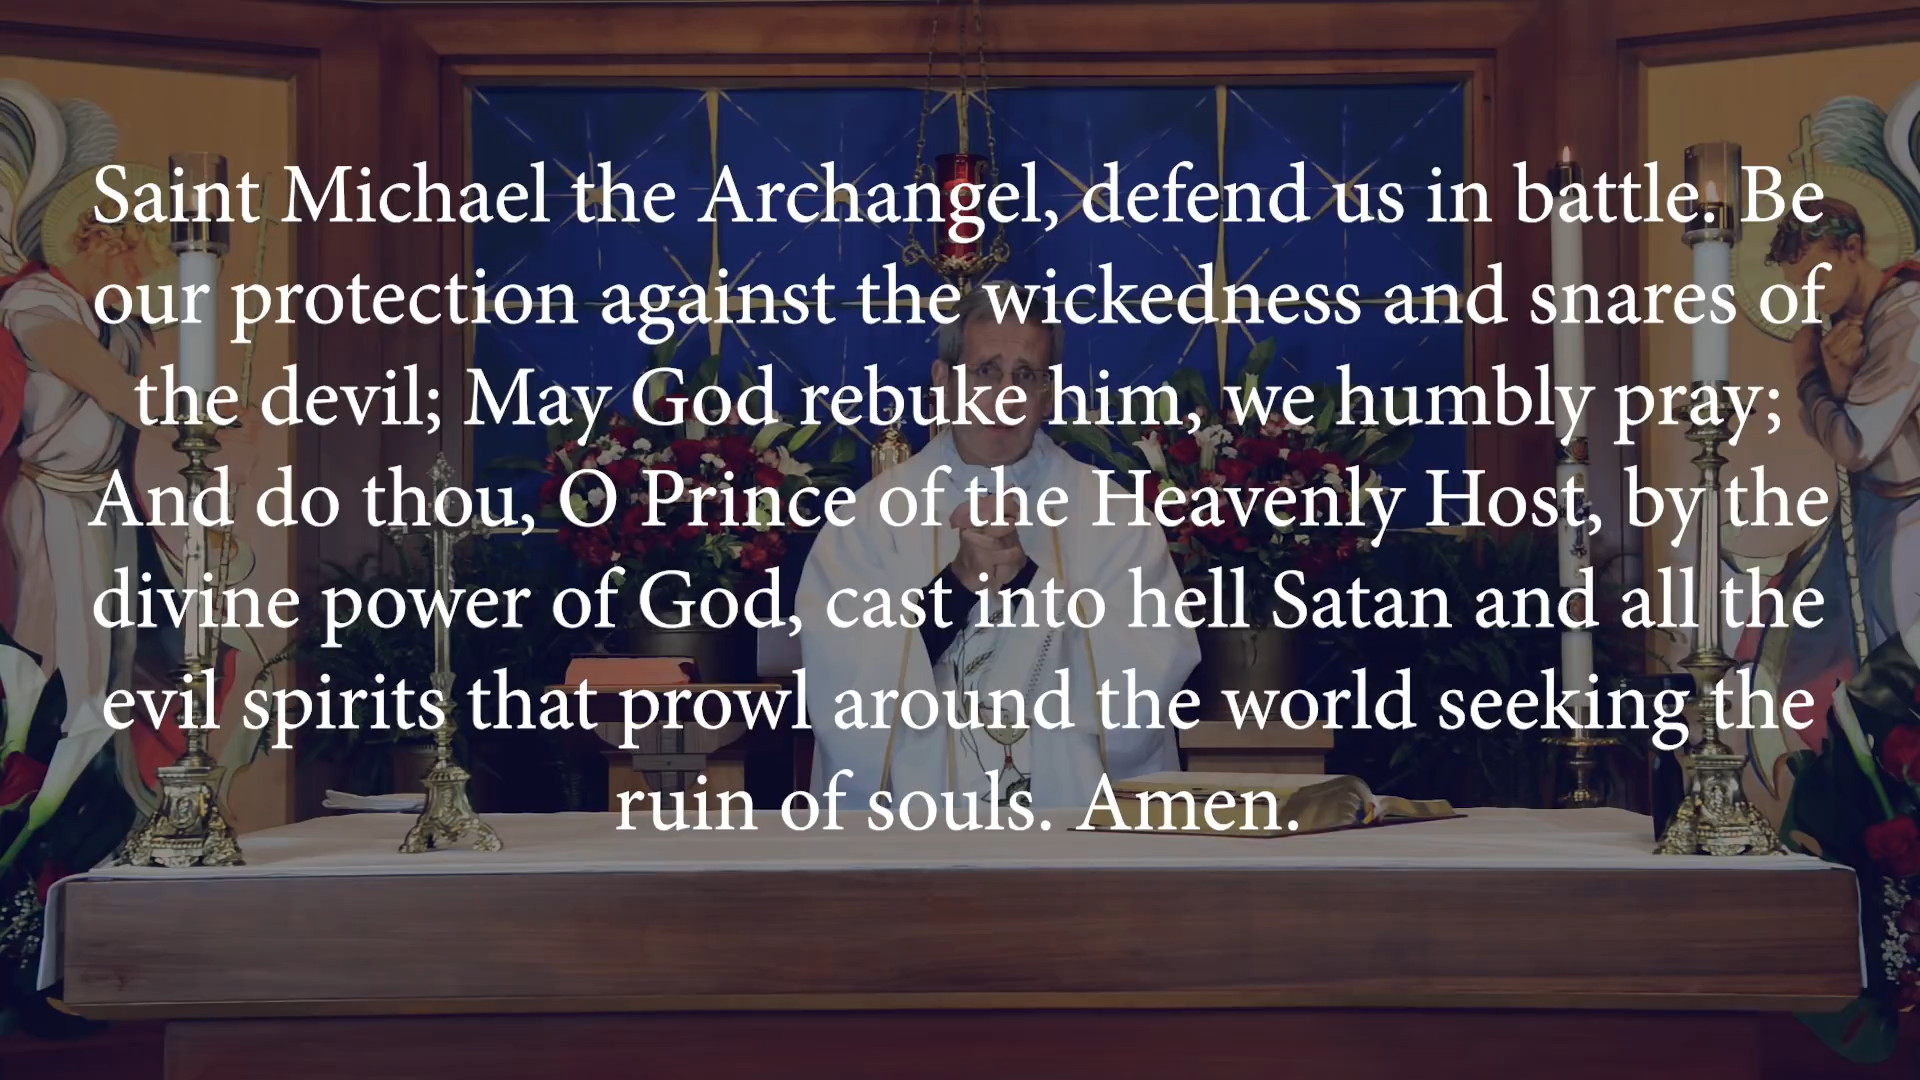 Saint Michael the Archangel, defend us in battle. Be
our protection against the wickedness and snares of
the devil; May God rebuke him, we humbly pray;
And do thou, O Prince of the Heavenly Host, by the
divine power of God, cast into hell Satan and all the
evil spirits that prowl around the world seeking the
ruin of souls. Amen.